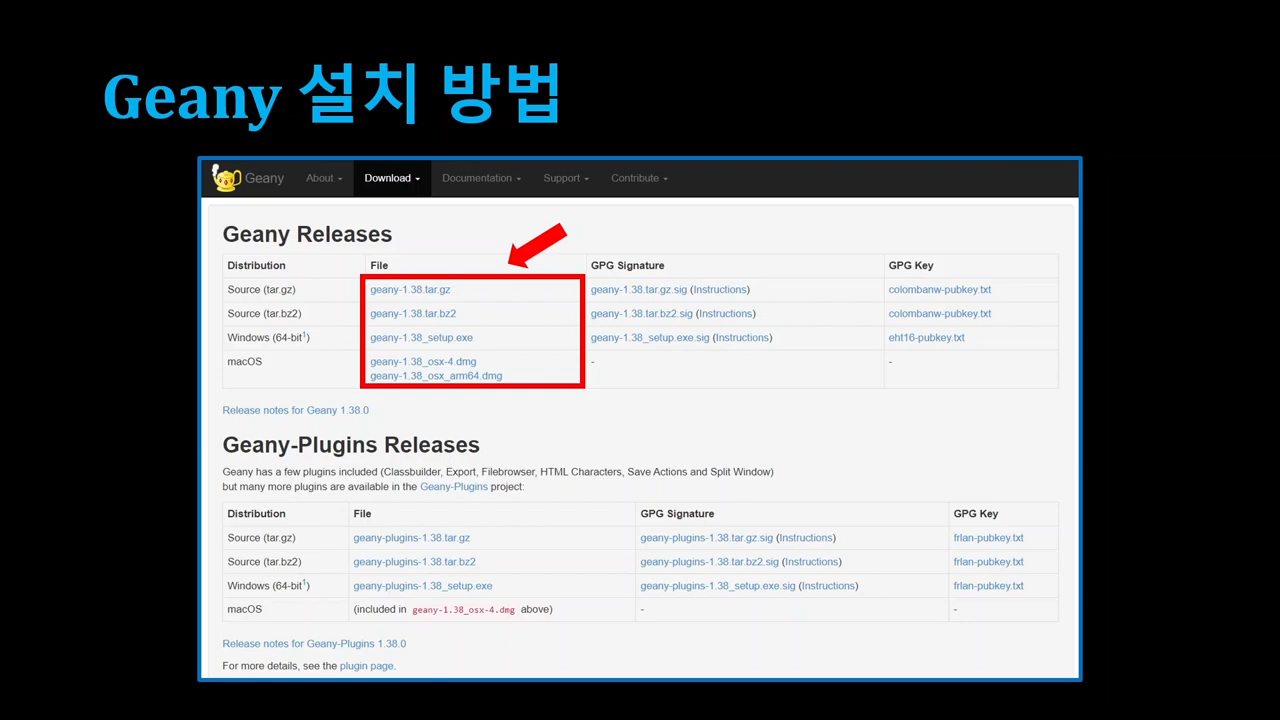 Geany 설치 방법
Geany About Download Documentation Support Contribute
Geany Releases
Distribution File GPG Signature GPG Key
Source (tar.gz) geany-1.38.tar.gz geany-1.38.tar.gz.sig (Instructions) colombanw-pubkey.txt
Source (tar.bz2) geany-1.38.tar.bz2 geany-1.38.tar.bz2.sig (Instructions) colombanw-pubkey.txt
Windows (64-bit1) geany-1.38_setup.exe geany-1.38_setup.exe.sig (Instructions) eht16-pubkey.txt
macOS geany-1.38_osx-4.dmg - -
geany-1.38_osx_arm64.dmg
Release notes for Geany 1.38.0
Geany-Plugins Releases
Geany has a few plugins included (Classbuilder, Export, Filebrowser, HTML Characters, Save Actions and Split Window)
but many more plugins are available in the Geany-Plugins project:
Distribution File GPG Signature GPG Key
Source (tar.gz) geany-plugins-1.38.tar.gz geany-plugins-1.38.tar.gz.sig (Instructions) frlan-pubkey.txt
Source (tar.bz2) geany-plugins-1.38.tar.bz2 geany-plugins-1.38.tar.bz2.sig (Instructions) frlan-pubkey.txt
Windows (64-bit1) geany-plugins-1.38_setup.exe geany-plugins-1.38_setup.exe.sig (Instructions) frlan-pubkey.txt
macOS (included in geany-1.38_osx-4.dmg above) - -
Release notes for Geany-Plugins 1.38.0
For more details, see the plugin page.